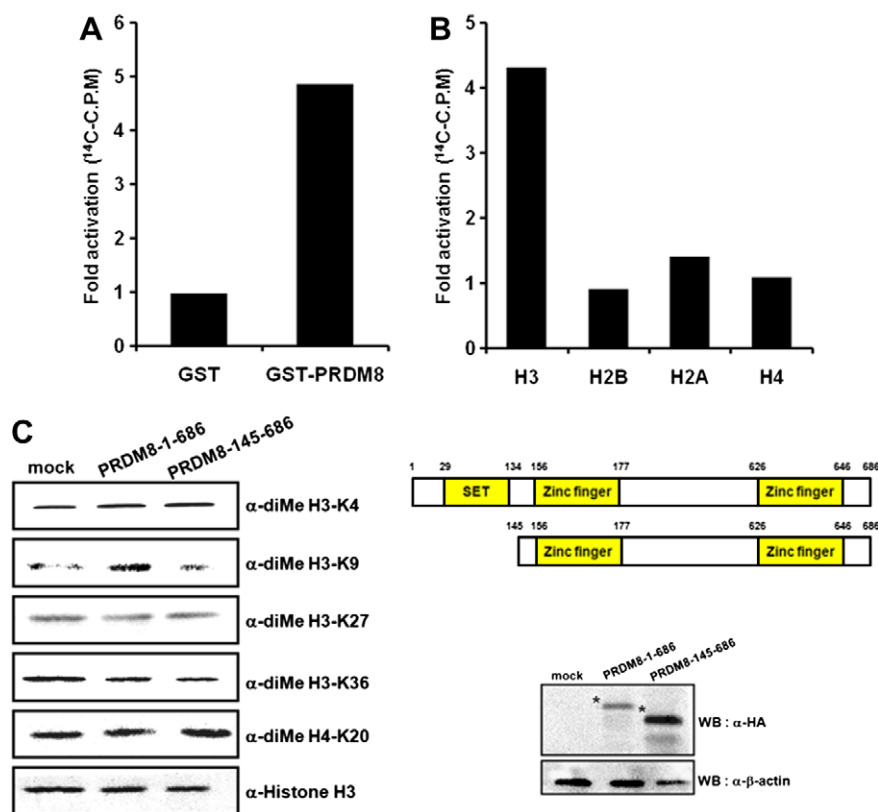 A
Fold activation (¹⁴C-C.P.M)
6
5
4
3
2
1
0
GST GST-PRDM8
B
Fold activation (¹⁴C-C.P.M)
5
4
3
2
1
0
H3 H2B H2A H4
C
mock PRDM8-1-686 PRDM8-145-686
α-diMe H3-K4
α-diMe H3-K9
α-diMe H3-K27
α-diMe H3-K36
α-diMe H4-K20
α-Histone H3
1 29 134 156 177 626 646 686
SET Zinc finger Zinc finger
145 156 177 626 646 686
Zinc finger Zinc finger
mock PRDM8-1-686 PRDM8-145-686
* *
WB : α-HA
WB : α-β-actin